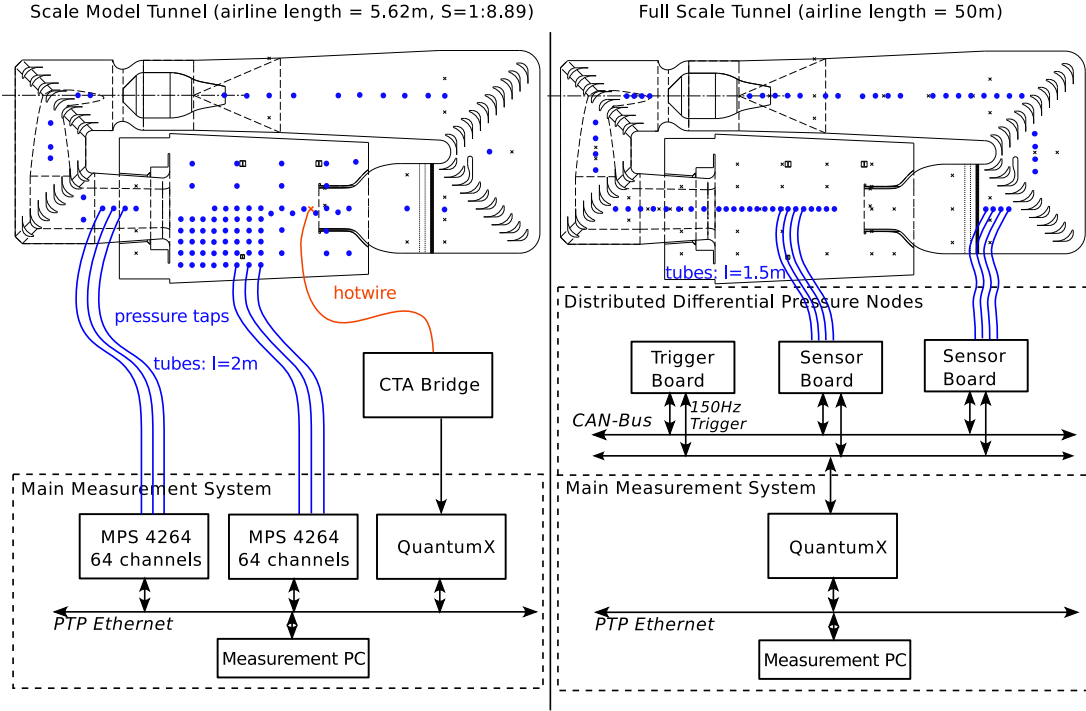 Scale Model Tunnel (airline length = 5.62m, S=1:8.89)
pressure taps
tubes: l=2m
hotwire
CTA Bridge
Main Measurement System
MPS 4264
64 channels
MPS 4264
64 channels
QuantumX
PTP Ethernet
Measurement PC
Full Scale Tunnel (airline length = 50m)
tubes: l=1.5m
Distributed Differential Pressure Nodes
Trigger
Board
Sensor
Board
Sensor
Board
CAN-Bus
150Hz
Trigger
Main Measurement System
QuantumX
PTP Ethernet
Measurement PC